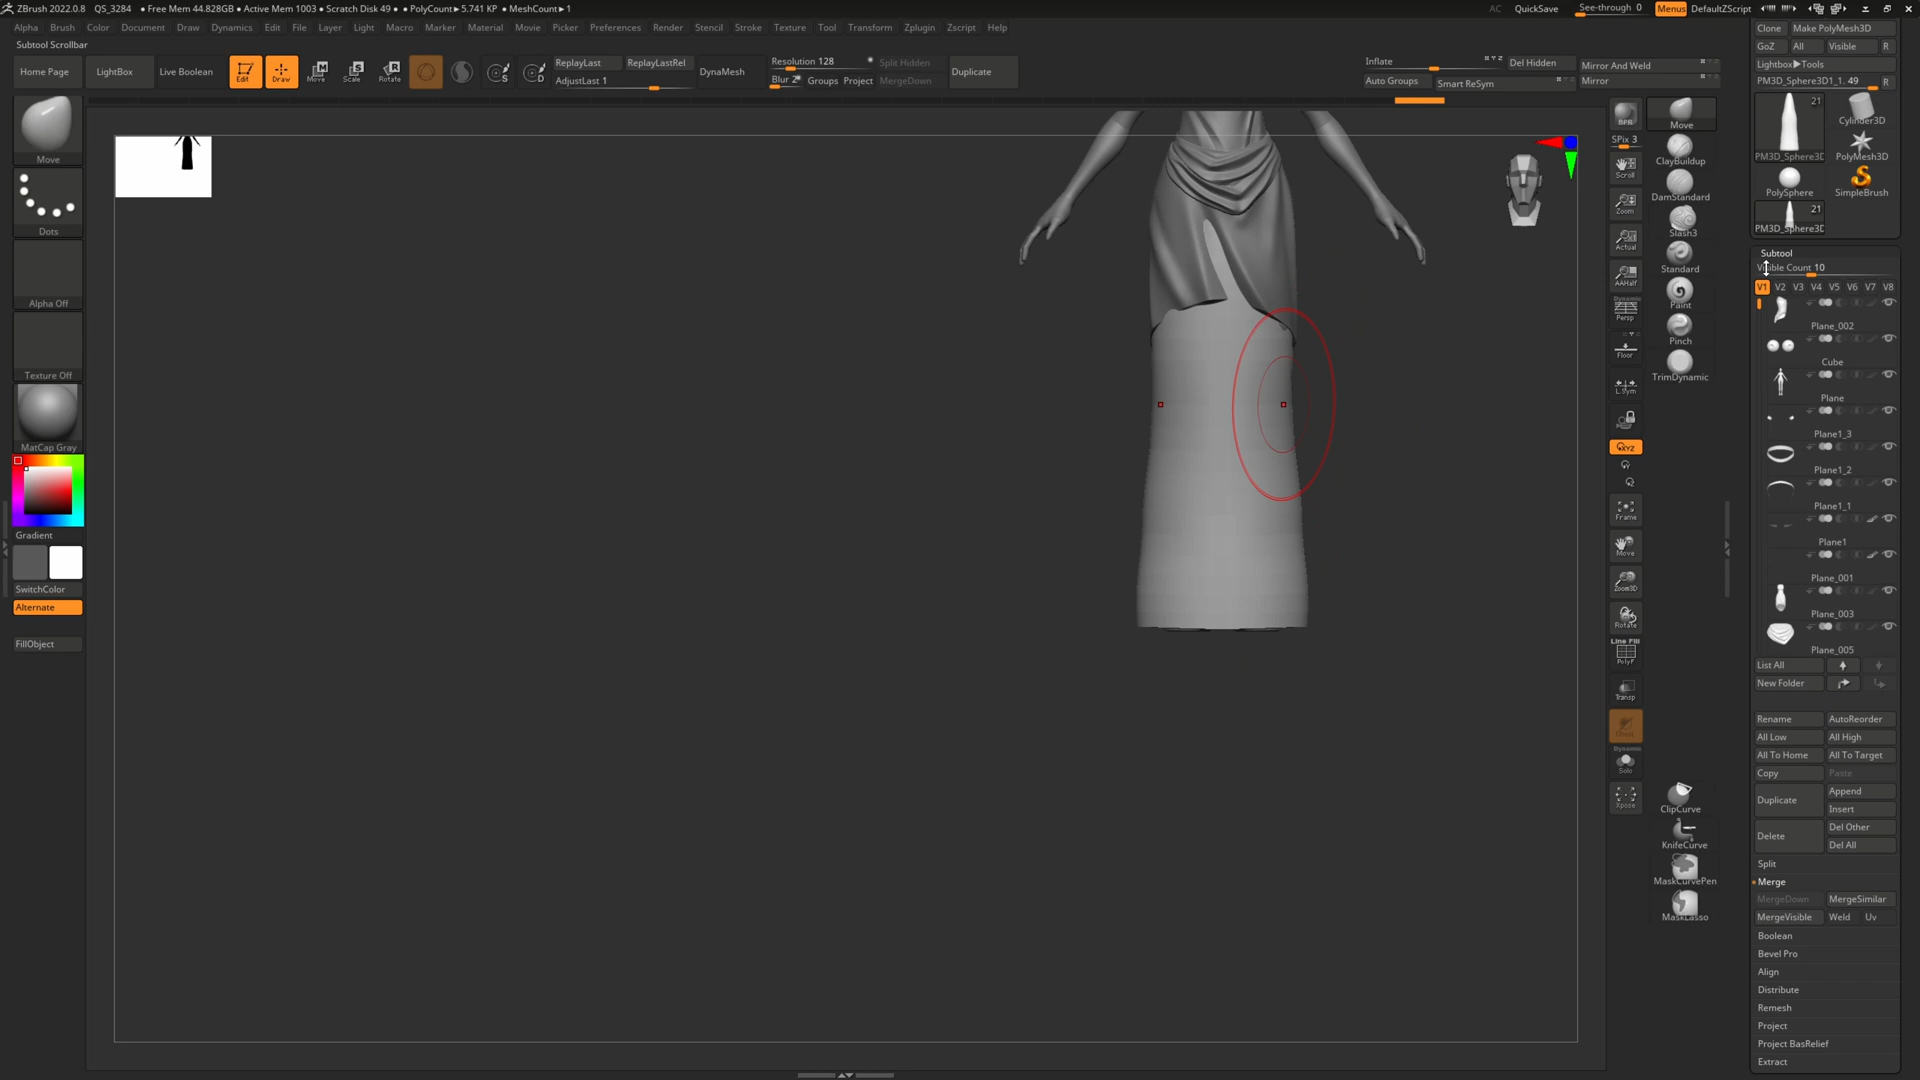 ZBrush 2022.0.8 QS_3284 • Free Mem 44.828GB • Active Mem 1003 • Scratch Disk 49 • • PolyCount▸5.741 KP • MeshCount▸1
AC QuickSave See-through 0 Menus DefaultZScript
Alpha Brush Color Document Draw Dynamics Edit File Layer Light Macro Marker Material Movie Picker Preferences Render Stencil Stroke Texture Tool Transform Zplugin Zscript Help
Subtool Scrollbar
Home Page LightBox Live Boolean Edit Draw Move Scale Rotate
ReplayLast ReplayLastRel
AdjustLast 1
DynaMesh
Resolution 128 Split Hidden
Blur 2 Groups Project MergeDown
Duplicate
Inflate Del Hidden Mirror And Weld
Auto Groups Smart ReSym Mirror
Move
Dots
Alpha Off
Texture Off
MatCap Gray
Gradient
SwitchColor
Alternate
FillObject
BPR
SPix 3
Scroll
Zoom
Actual
AAHalf
Dynamic
Persp
Floor
L.Sym
XYZ
Frame
Move
Zoom3D
Rotate
Line Fill
PolyF
Transp
Ghost
Dynamic
Solo
Xpose
Move
ClayBuildup
DamStandard
Slash3
Standard
Paint
Pinch
TrimDynamic
ClipCurve
KnifeCurve
MaskCurvePen
MaskLasso
Clone Make PolyMesh3D
GoZ All Visible R
Lightbox▸Tools
PM3D_Sphere3D1_1. 49 R
21
Cylinder3D
PM3D_Sphere3D PolyMesh3D
PolySphere SimpleBrush
21
PM3D_Sphere3D
Subtool
Visible Count 10
V1 V2 V3 V4 V5 V6 V7 V8
Plane_002
Cube
Plane
Plane1_3
Plane1_2
Plane1_1
Plane1
Plane_001
Plane_003
Plane_005
List All
New Folder
Rename AutoReorder
All Low All High
All To Home All To Target
Copy Paste
Duplicate Append
Insert
Delete Del Other
Del All
Split
Merge
MergeDown MergeSimilar
MergeVisible Weld Uv
Boolean
Bevel Pro
Align
Distribute
Remesh
Project
Project BasRelief
Extract